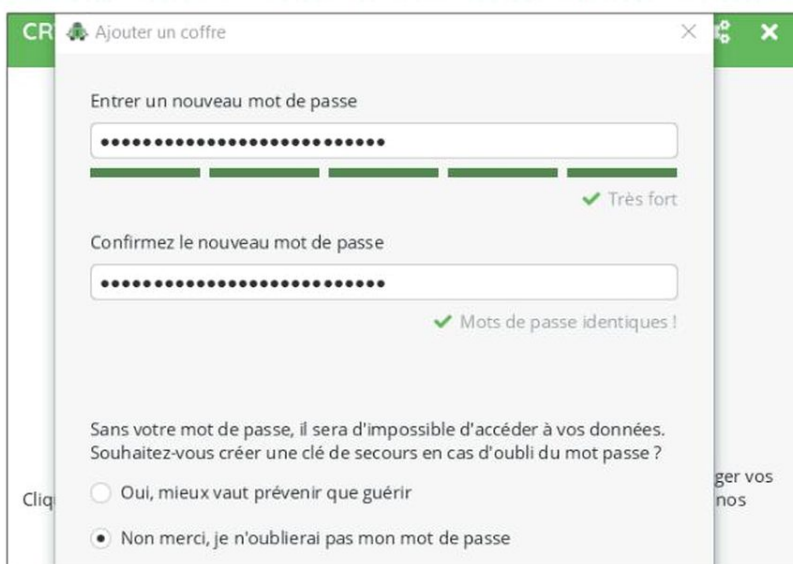 CR
Ajouter un coffre
Entrer un nouveau mot de passe
Très fort
Confirmez le nouveau mot de passe
Mots de passe identiques !
Sans votre mot de passe, il sera d'impossible d'accéder à vos données.
Souhaitez-vous créer une clé de secours en cas d'oubli du mot passe ?
ger vos
Cliq
nos
Oui, mieux vaut prévenir que guérir
Non merci, je n'oublierai pas mon mot de passe